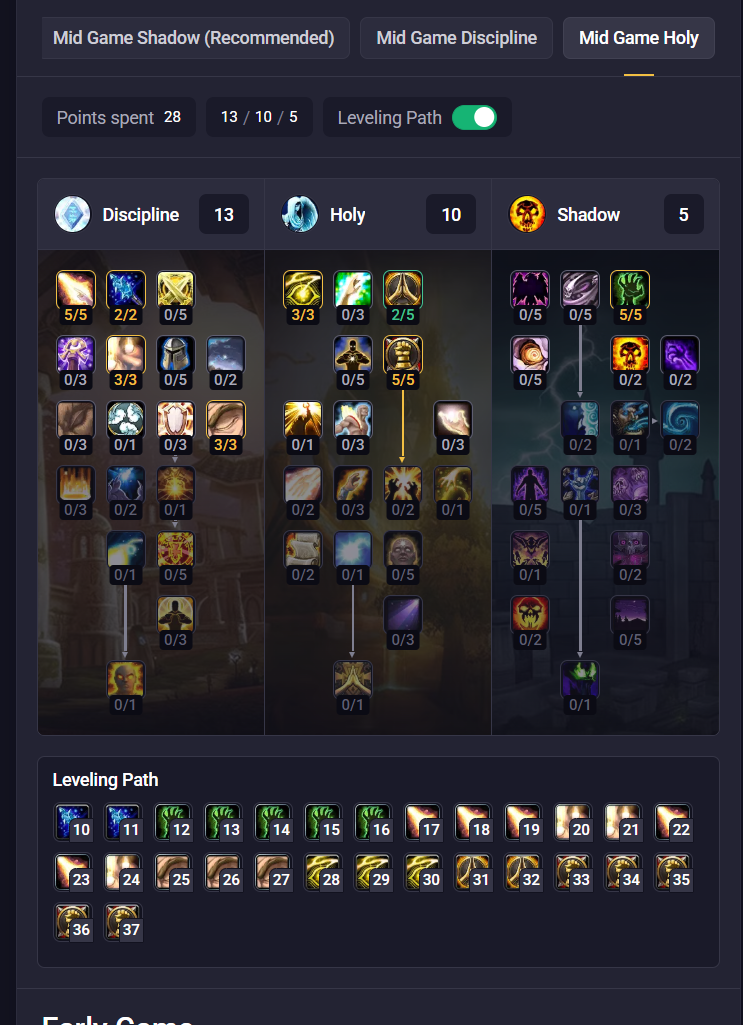 Mid Game Shadow (Recommended) Mid Game Discipline Mid Game Holy
Points spent 28 13 / 10 / 5 Leveling Path
Discipline 13 Holy 10 Shadow 5
5/5 2/2 0/5 3/3 0/3 2/5 0/5 0/5 5/5
0/3 3/3 0/5 0/2 0/5 5/5 0/5 0/2 0/2
0/3 0/1 0/3 3/3 0/1 0/3 0/3 0/2 0/1 0/2
0/3 0/2 0/1 0/2 0/3 0/2 0/1 0/5 0/1 0/3
0/1 0/5 0/2 0/1 0/5 0/1 0/2
0/3 0/3 0/2 0/5
0/1 0/1 0/1
Leveling Path
10 11 12 13 14 15 16 17 18 19 20 21 22
23 24 25 26 27 28 29 30 31 32 33 34 35
36 37
Early Game